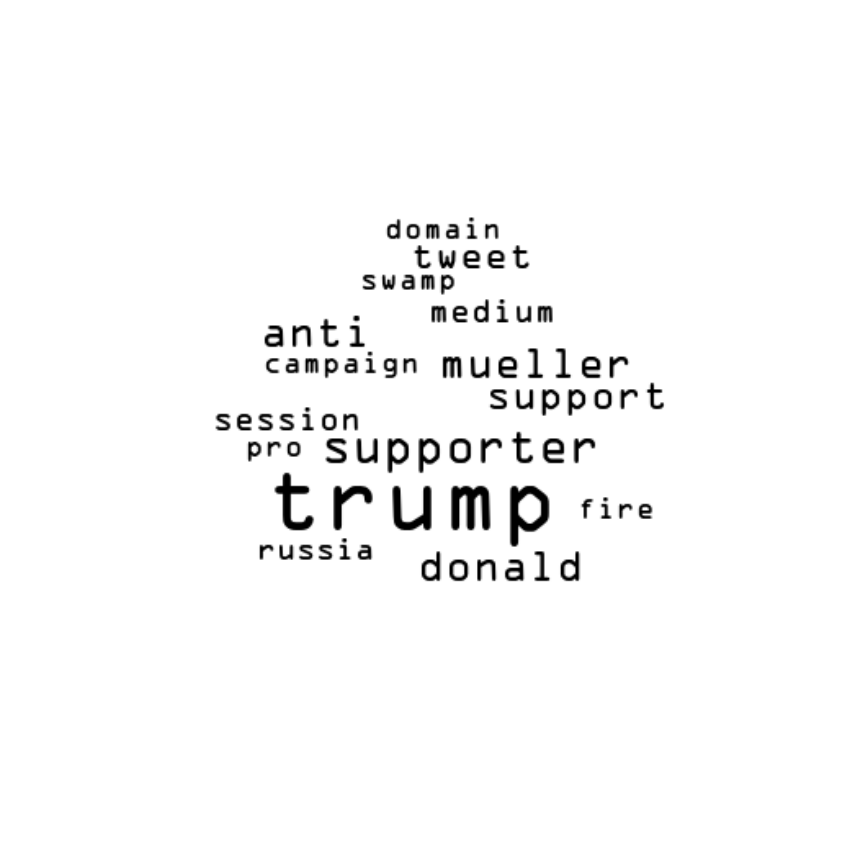 domain
tweet
swamp
medium
anti
campaign mueller
support
session
pro supporter
trump fire
russia
donald